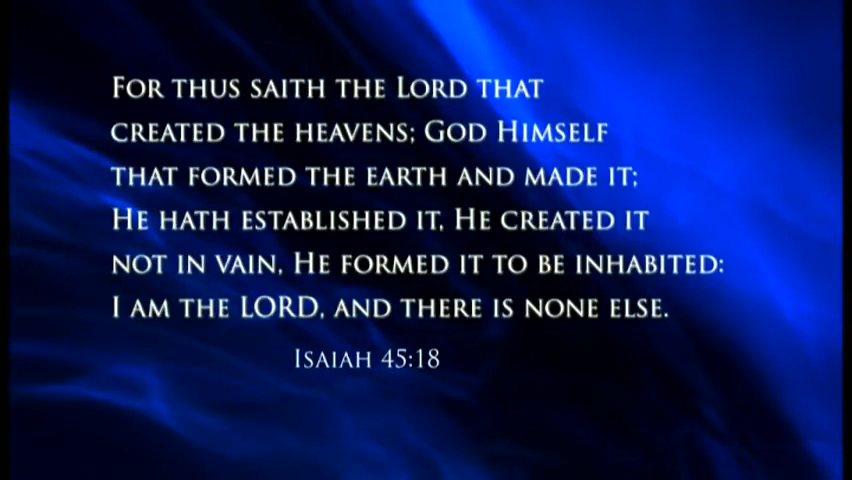 For thus saith the Lord that
created the heavens; God Himself
that formed the earth and made it;
He hath established it, He created it
not in vain, He formed it to be inhabited:
I am the LORD, and there is none else.
Isaiah 45:18